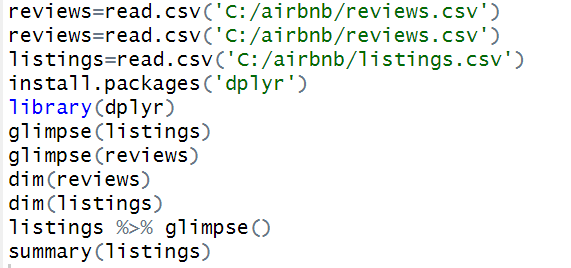 reviews=read.csv('C:/airbnb/reviews.csv')
reviews=read.csv('C:/airbnb/reviews.csv')
listings=read.csv('C:/airbnb/listings.csv')
install.packages('dplyr')
library(dplyr)
glimpse(listings)
glimpse(reviews)
dim(reviews)
dim(listings)
listings %>% glimpse()
summary(listings)